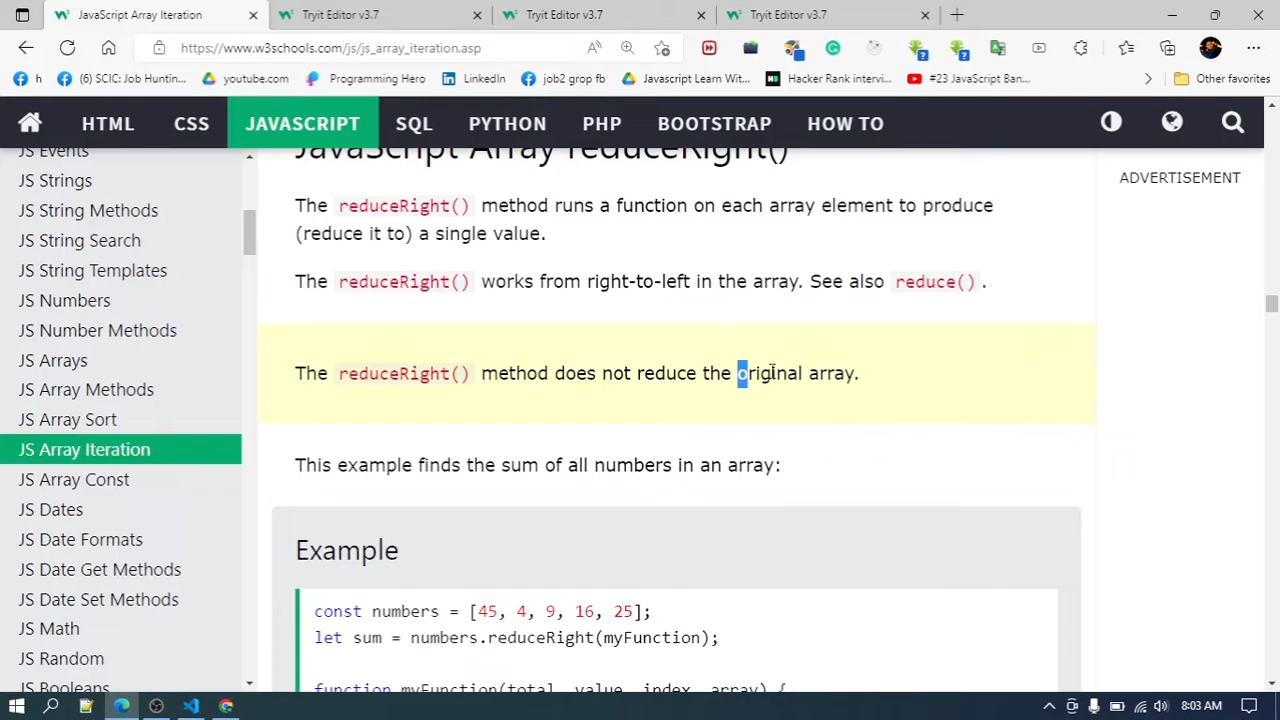 JavaScript Array Iteration
Tryit Editor v3.7
Tryit Editor v3.7
Tryit Editor v3.7
https://www.w3schools.com/js/js_array_iteration.asp
h
(6) SCIC: Job Huntin...
youtube.com
Programming Hero
LinkedIn
job2 grop fb
Javascript Learn Wit...
Hacker Rank intervi...
#23 JavaScript Ban...
Other favorites
HTML
CSS
JAVASCRIPT
SQL
PYTHON
PHP
BOOTSTRAP
HOW TO
JS Events
JS Strings
JS String Methods
JS String Search
JS String Templates
JS Numbers
JS Number Methods
JS Arrays
JS Array Methods
JS Array Sort
JS Array Iteration
JS Array Const
JS Dates
JS Date Formats
JS Date Get Methods
JS Date Set Methods
JS Math
JS Random
JS Booleans
JavaScript Array reduceRight()
The reduceRight() method runs a function on each array element to produce
(reduce it to) a single value.
The reduceRight() works from right-to-left in the array. See also reduce().
The reduceRight() method does not reduce the original array.
This example finds the sum of all numbers in an array:
Example
const numbers = [45, 4, 9, 16, 25];
let sum = numbers.reduceRight(myFunction);
function myFunction(total, value, index, array) {
ADVERTISEMENT
8:03 AM